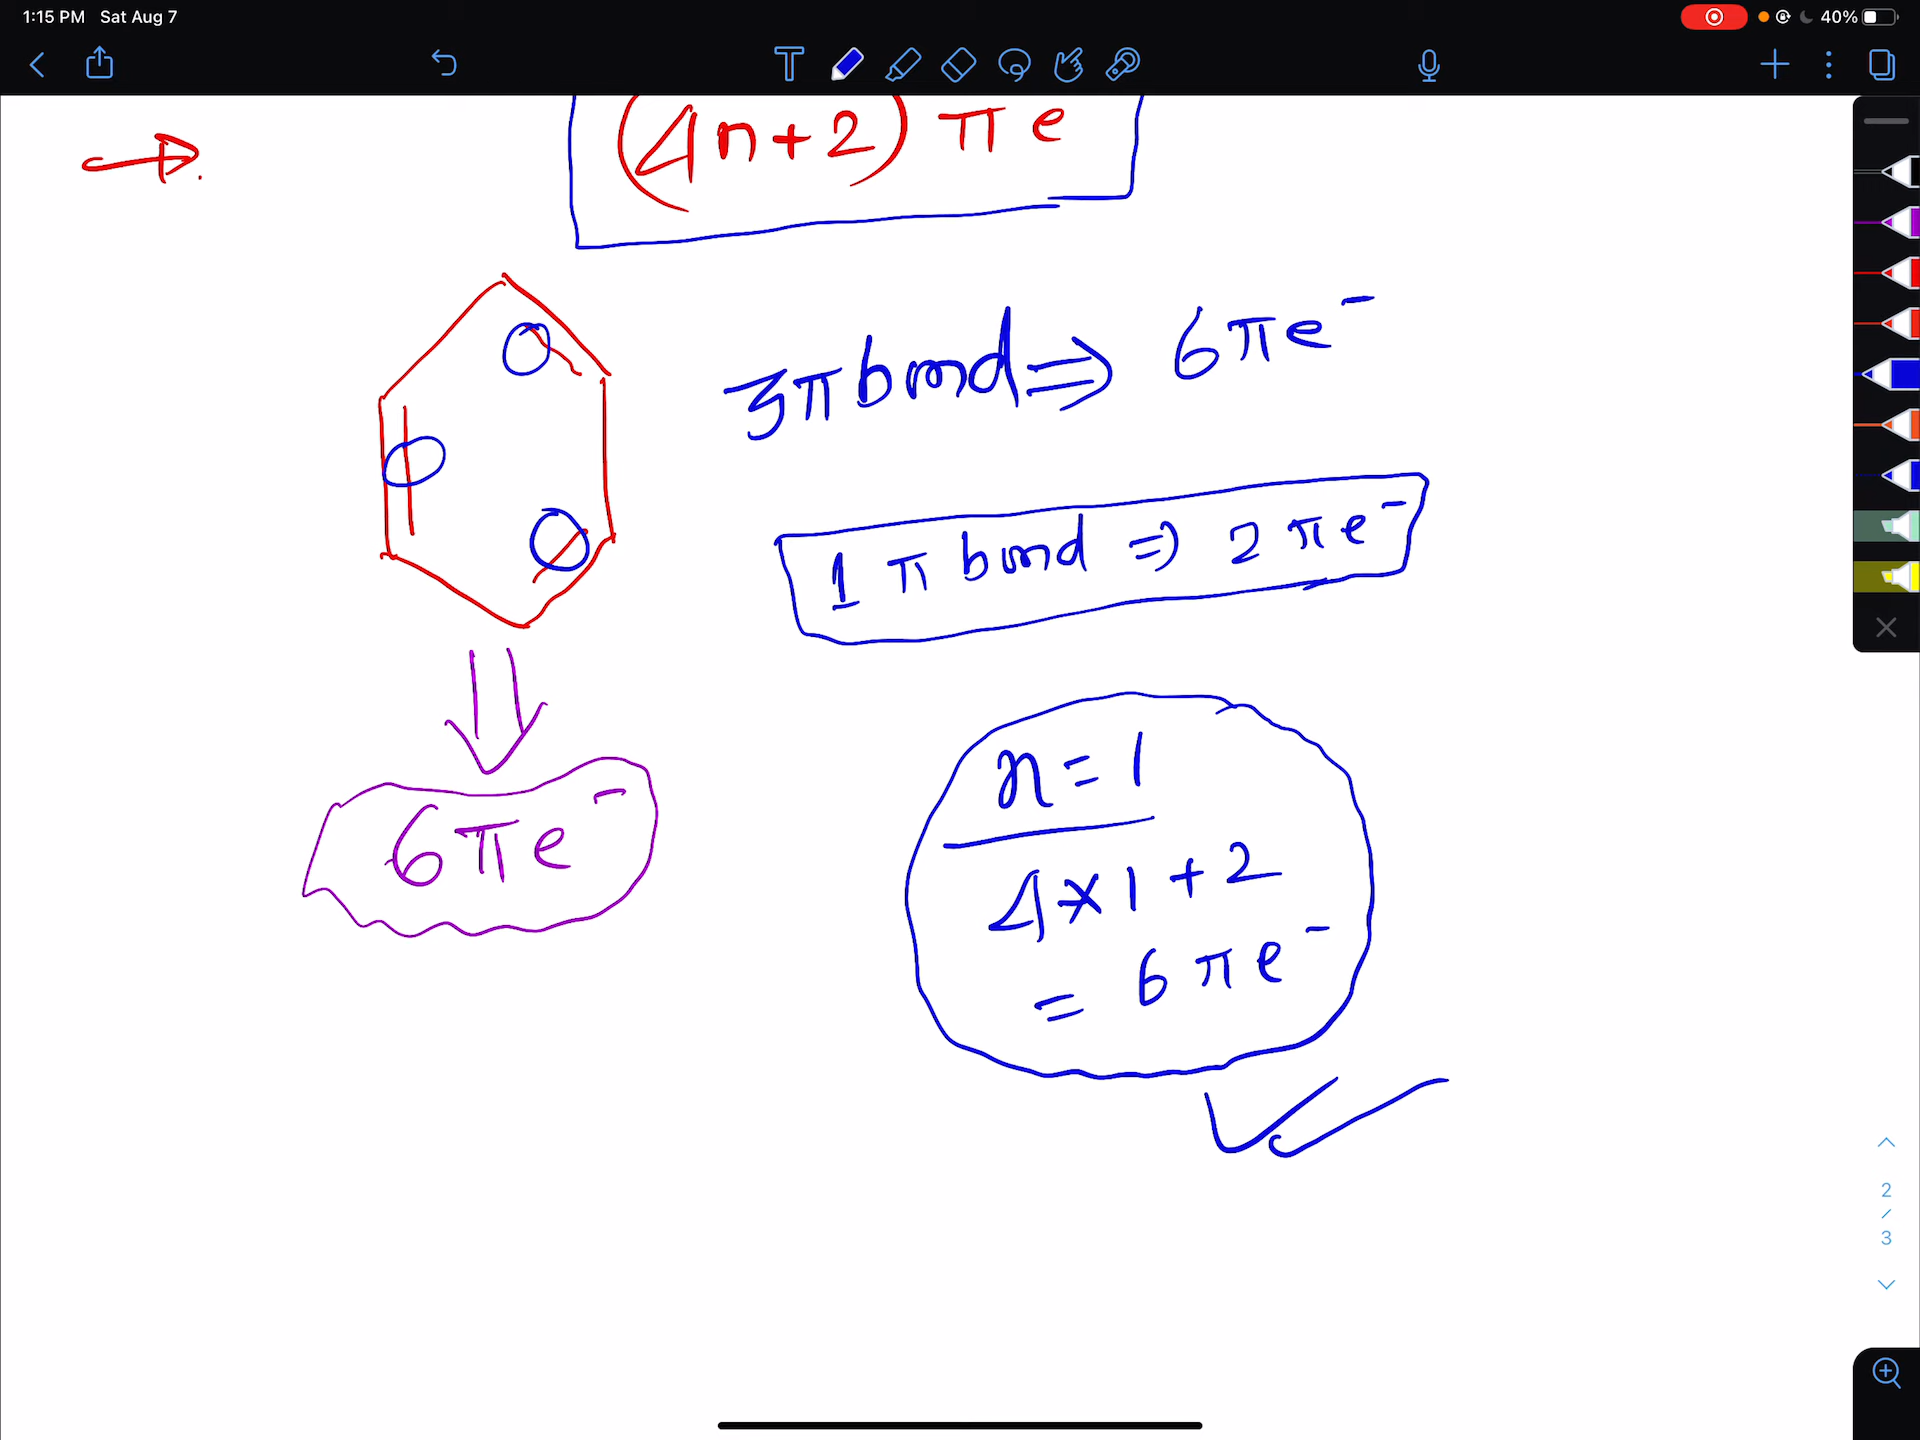 1:15 PM Sat Aug 7
40%
(4n+2) π e
3π bond ⇒ 6πe⁻
1 π bond ⇒ 2 πe⁻
6πe⁻
n = 1
4×1+2
= 6 πe⁻
2
/
3